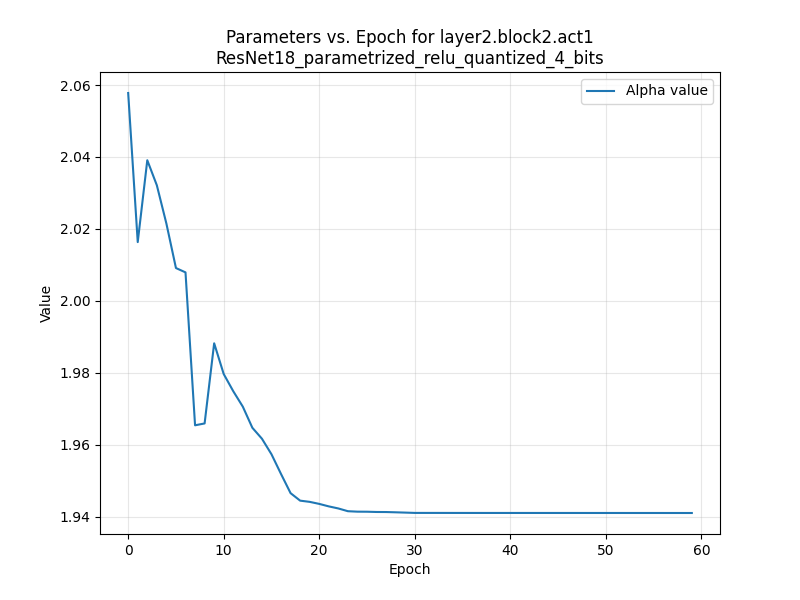 Parameters vs. Epoch for layer2.block2.act1
ResNet18_parametrized_relu_quantized_4_bits
Alpha value
2.06
2.04
2.02
2.00
1.98
1.96
1.94
Value
0 10 20 30 40 50 60
Epoch